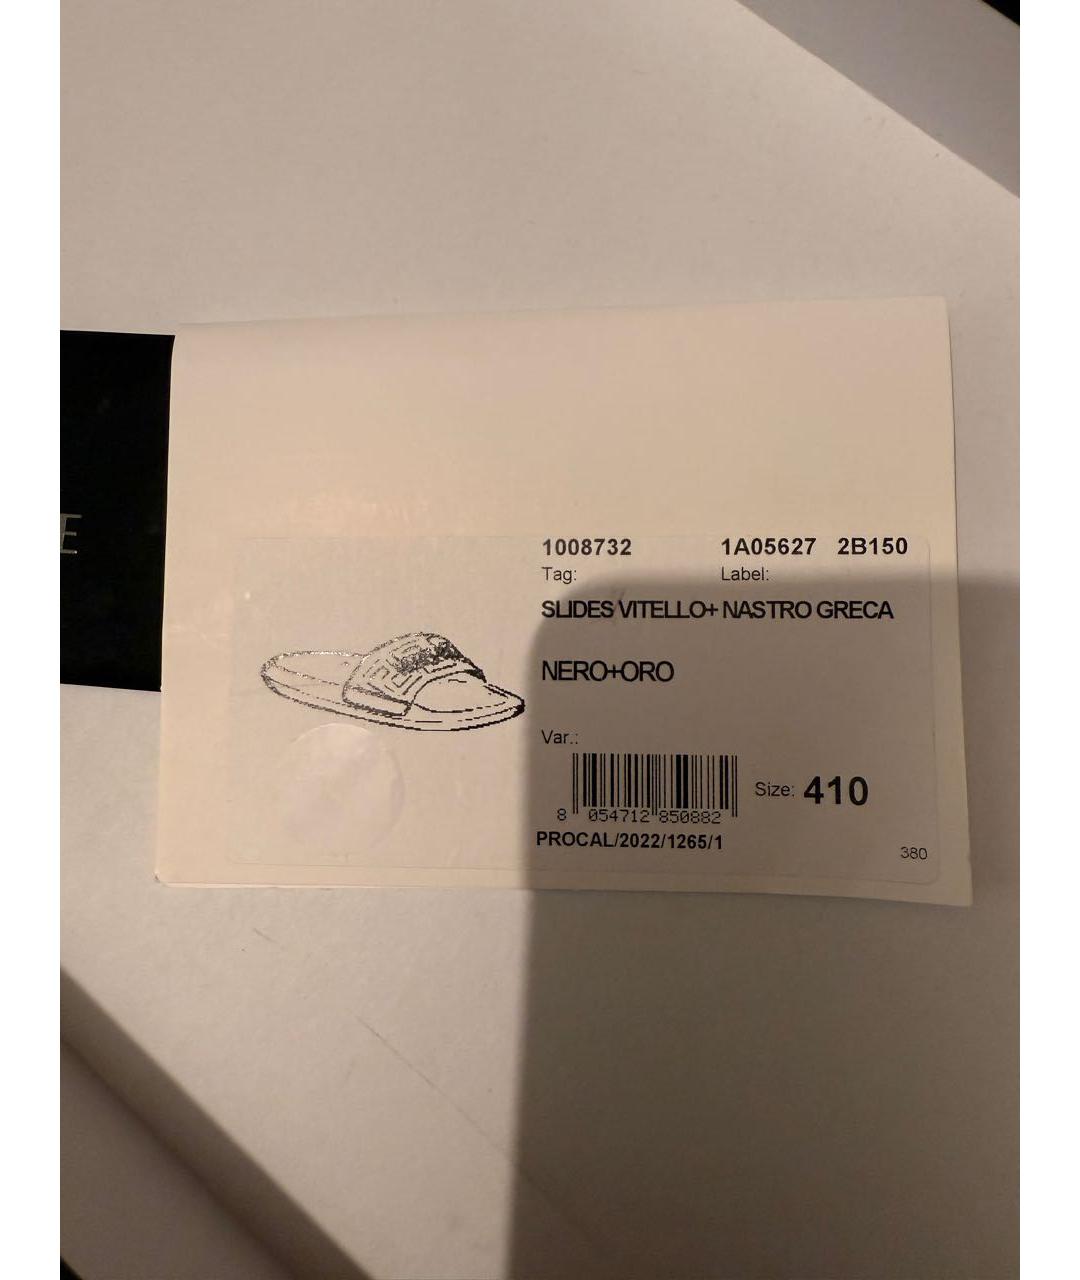 E
1008732 1A05627 2B150
Tag: Label:
SLIDES VITELLO+ NASTRO GRECA
NERO+ORO
Var.:
Size: 410
8 054712 850882
PROCAL/2022/1265/1
380